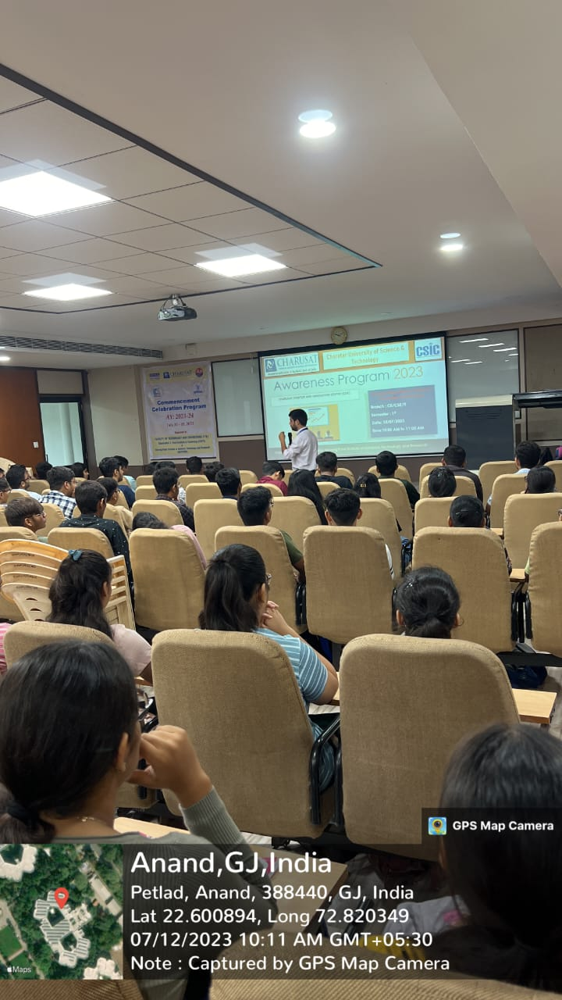 CHARUSAT
Charotar University of Science &
Technology
CSIC
Awareness Program 2023
Branch : CE/CSE/IT
Semester : 1st
Date: 12/07/2023
Time:10:00 AM to 11:00 AM
CHARUSAT
Commencement
Celebration Program
AY: 2023-24
GPS Map Camera
Anand,GJ,India
Petlad, Anand, 388440, GJ, India
Lat 22.600894, Long 72.820349
07/12/2023 10:11 AM GMT+05:30
Note : Captured by GPS Map Camera
Maps